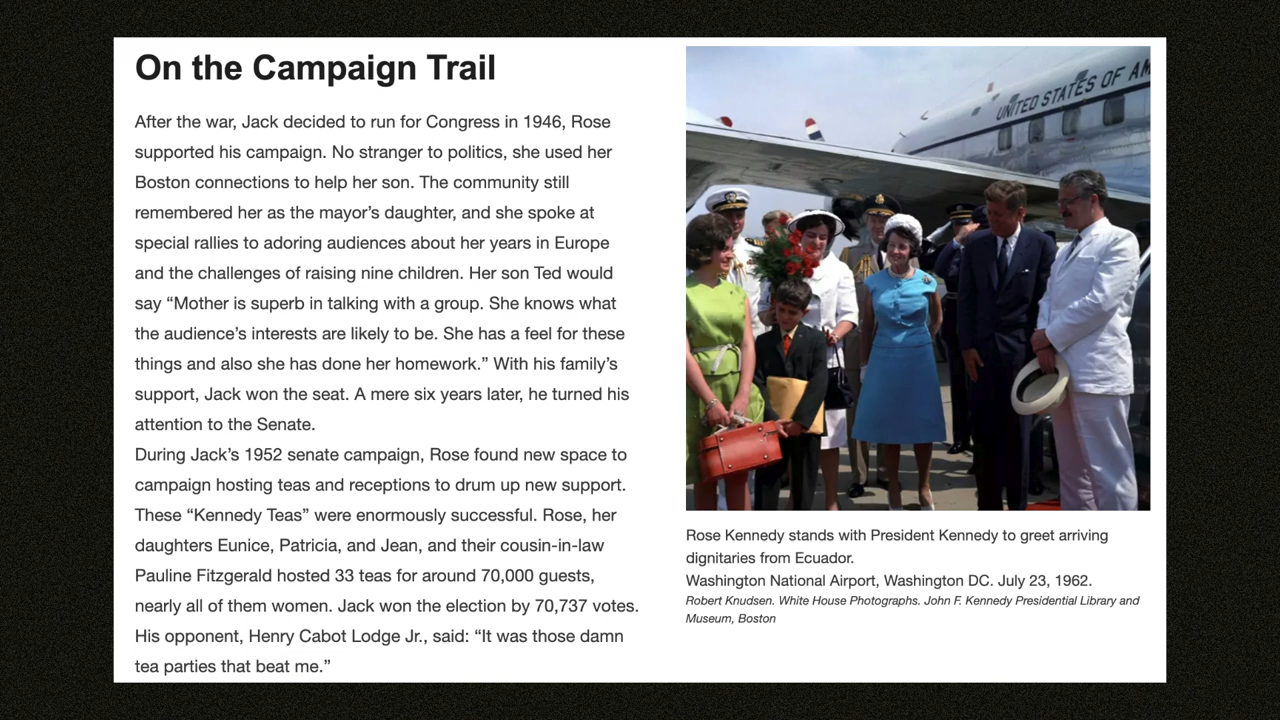 On the Campaign Trail
After the war, Jack decided to run for Congress in 1946, Rose
supported his campaign. No stranger to politics, she used her
Boston connections to help her son. The community still
remembered her as the mayor’s daughter, and she spoke at
special rallies to adoring audiences about her years in Europe
and the challenges of raising nine children. Her son Ted would
say “Mother is superb in talking with a group. She knows what
the audience’s interests are likely to be. She has a feel for these
things and also she has done her homework.” With his family’s
support, Jack won the seat. A mere six years later, he turned his
attention to the Senate.
During Jack’s 1952 senate campaign, Rose found new space to
campaign hosting teas and receptions to drum up new support.
These “Kennedy Teas” were enormously successful. Rose, her
daughters Eunice, Patricia, and Jean, and their cousin-in-law
Pauline Fitzgerald hosted 33 teas for around 70,000 guests,
nearly all of them women. Jack won the election by 70,737 votes.
His opponent, Henry Cabot Lodge Jr., said: “It was those damn
tea parties that beat me.”
UNITED STATES OF AM
Rose Kennedy stands with President Kennedy to greet arriving
dignitaries from Ecuador.
Washington National Airport, Washington DC. July 23, 1962.
Robert Knudsen. White House Photographs. John F. Kennedy Presidential Library and
Museum, Boston